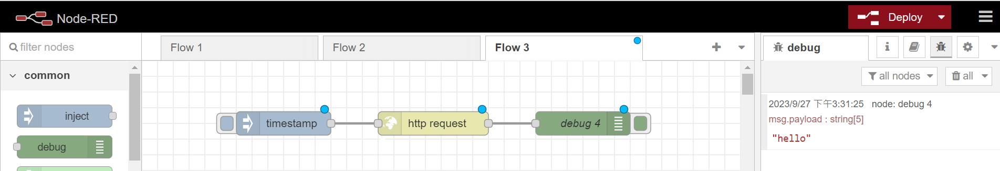 Node-RED
Deploy
filter nodes
Flow 1
Flow 2
Flow 3
debug
i
common
all nodes
all
inject
timestamp
http request
debug 4
2023/9/27 下午3:31:25 node: debug 4
msg.payload : string[5]
"hello"
debug